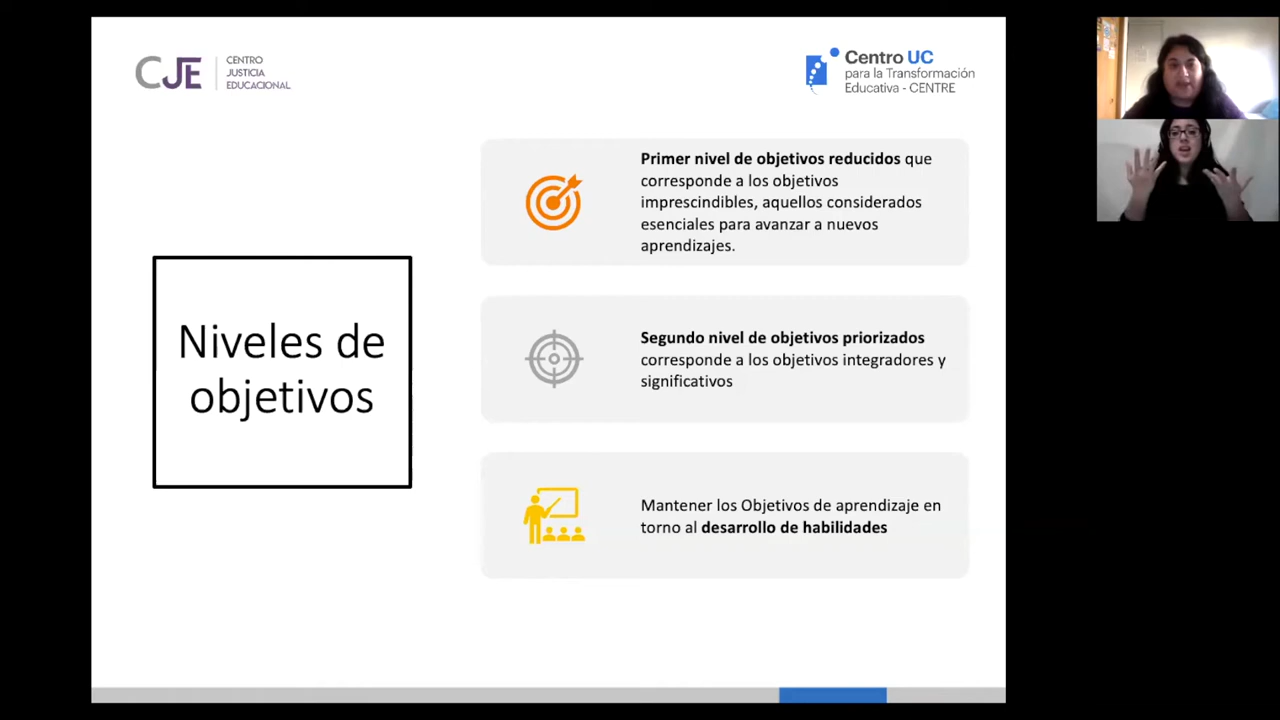 CJE
CENTRO
JUSTICIA
EDUCACIONAL
Centro UC
para la Transformación
Educativa - CENTRE
Niveles de
objetivos
Primer nivel de objetivos reducidos que
corresponde a los objetivos
imprescindibles, aquellos considerados
esenciales para avanzar a nuevos
aprendizajes.
Segundo nivel de objetivos priorizados
corresponde a los objetivos integradores y
significativos
Mantener los Objetivos de aprendizaje en
torno al desarrollo de habilidades